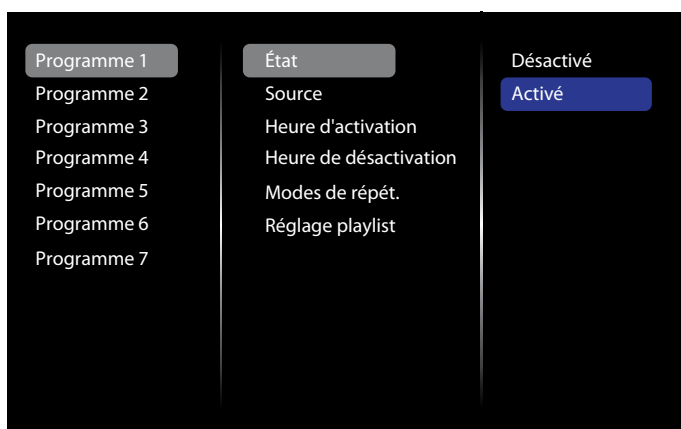 Programme 1
Programme 2
Programme 3
Programme 4
Programme 5
Programme 6
Programme 7
État
Source
Heure d'activation
Heure de désactivation
Modes de répét.
Réglage playlist
Désactivé
Activé